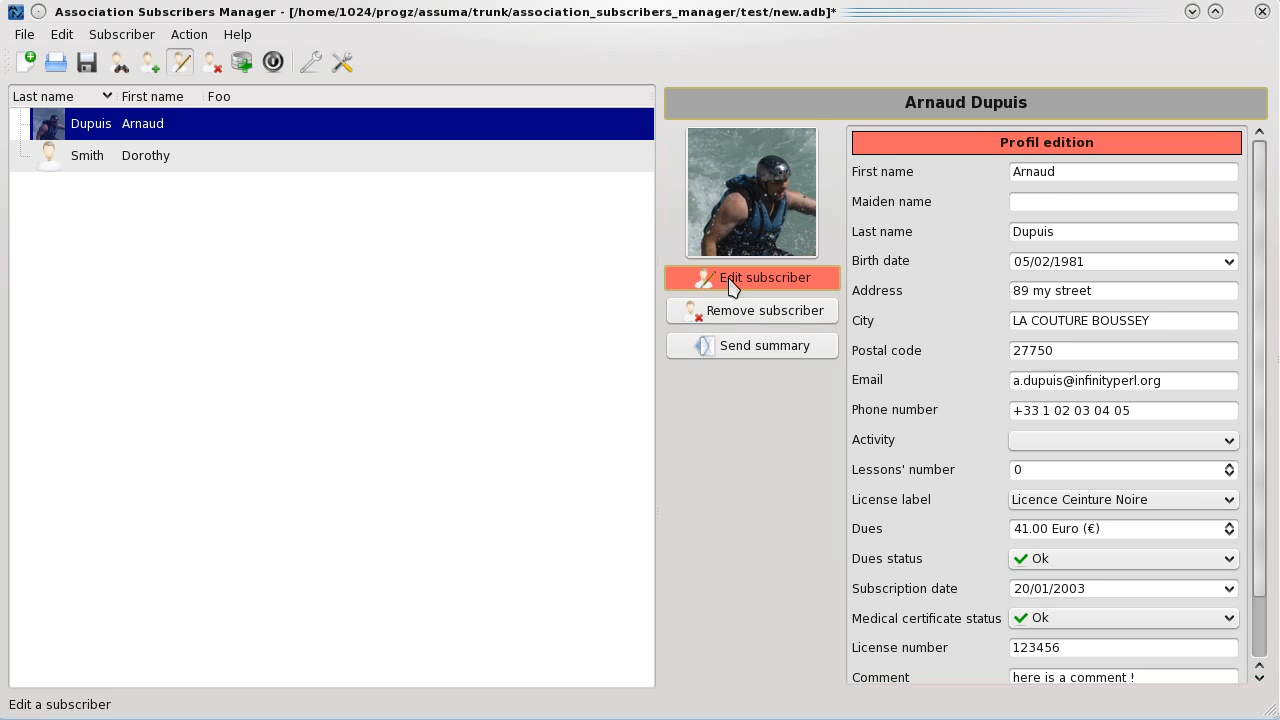 Association Subscribers Manager - [/home/1024/progz/assuma/trunk/association_subscribers_manager/test/new.adb]*
File Edit Subscriber Action Help
Last name First name Foo
Dupuis Arnaud
Smith Dorothy
Arnaud Dupuis
Edit subscriber
Remove subscriber
Send summary
Profil edition
First name Arnaud
Maiden name
Last name Dupuis
Birth date 05/02/1981
Address 89 my street
City LA COUTURE BOUSSEY
Postal code 27750
Email a.dupuis@infinityperl.org
Phone number +33 1 02 03 04 05
Activity
Lessons' number 0
License label Licence Ceinture Noire
Dues 41.00 Euro (€)
Dues status Ok
Subscription date 20/01/2003
Medical certificate status Ok
License number 123456
Comment here is a comment !
Edit a subscriber